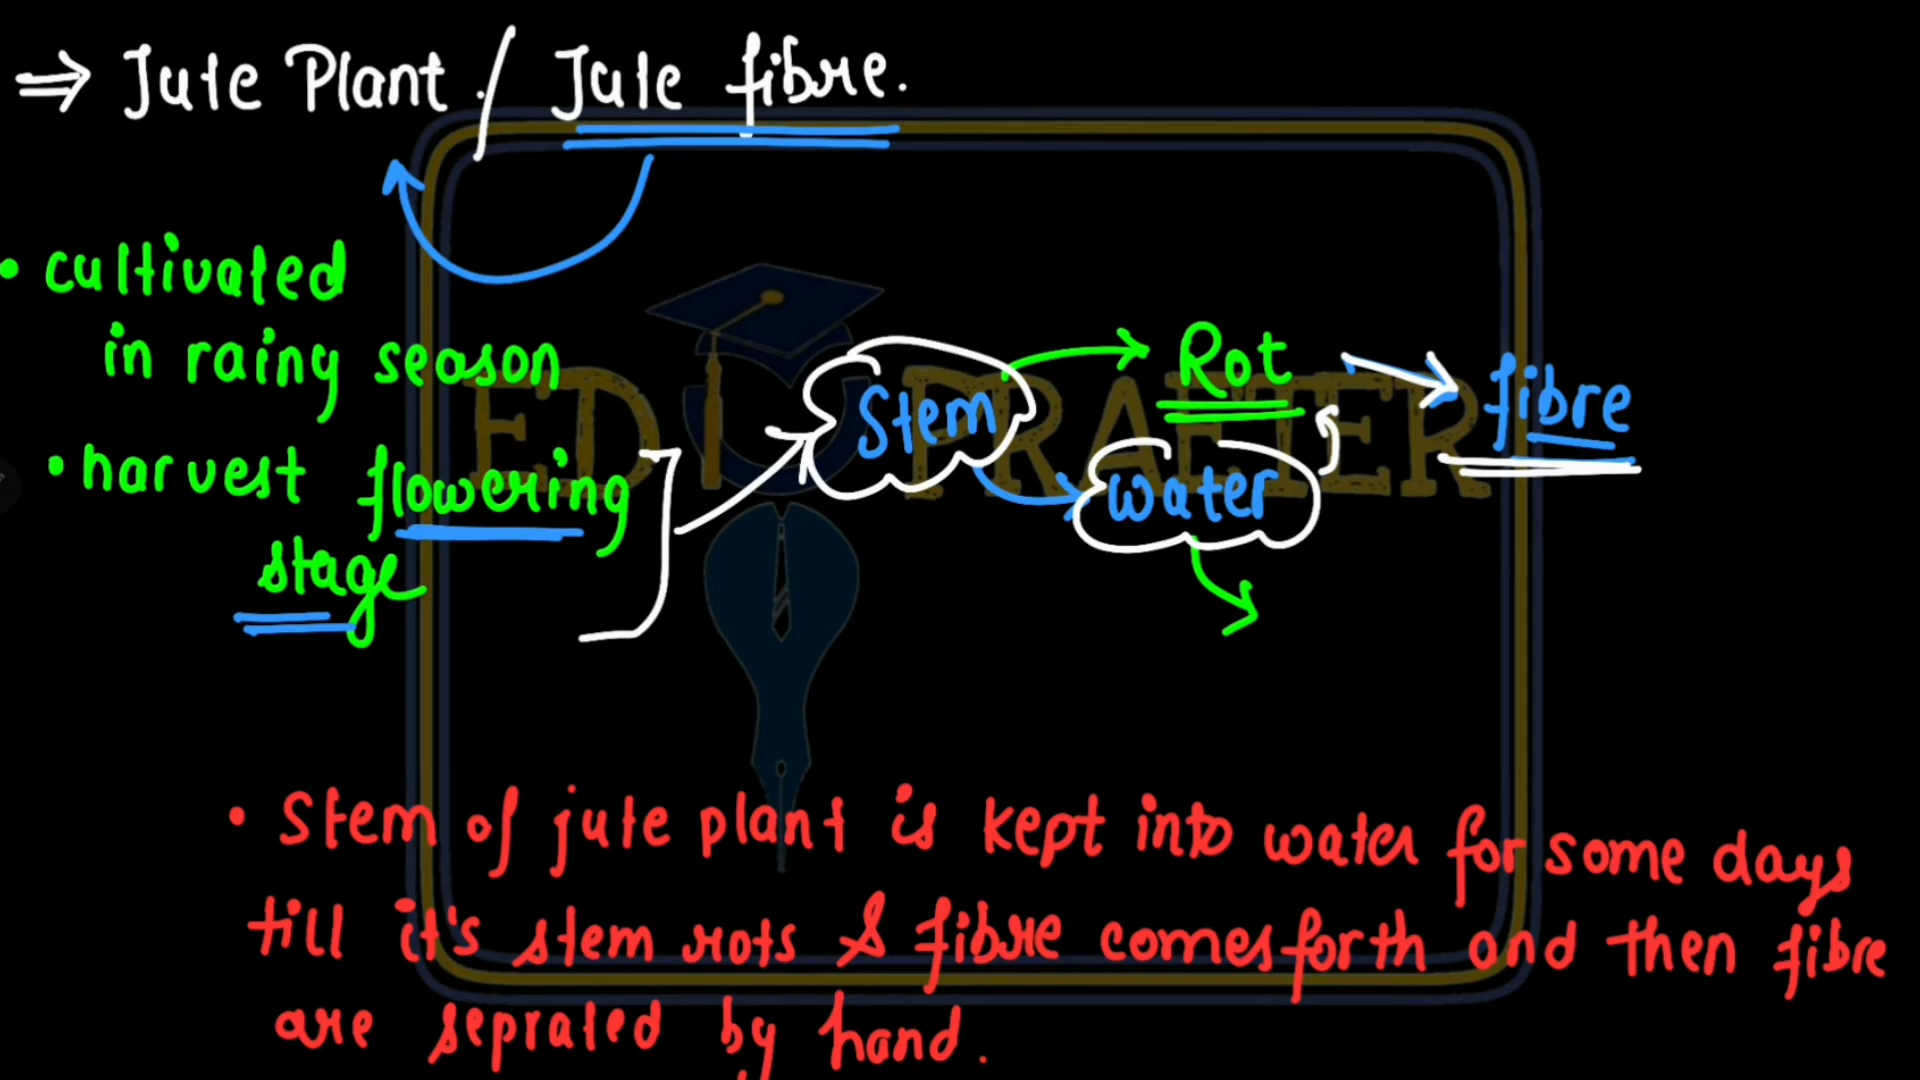 ⇒ Jute Plant / Jute fibre.
• cultivated
in rainy season
• harvest flowering
stage
Stem
Rot
water
fibre
EDUPRAETER
• Stem of jute plant is kept into water for some days
till it's stem rots & fibre comes forth and then fibre
are seprated by hand.